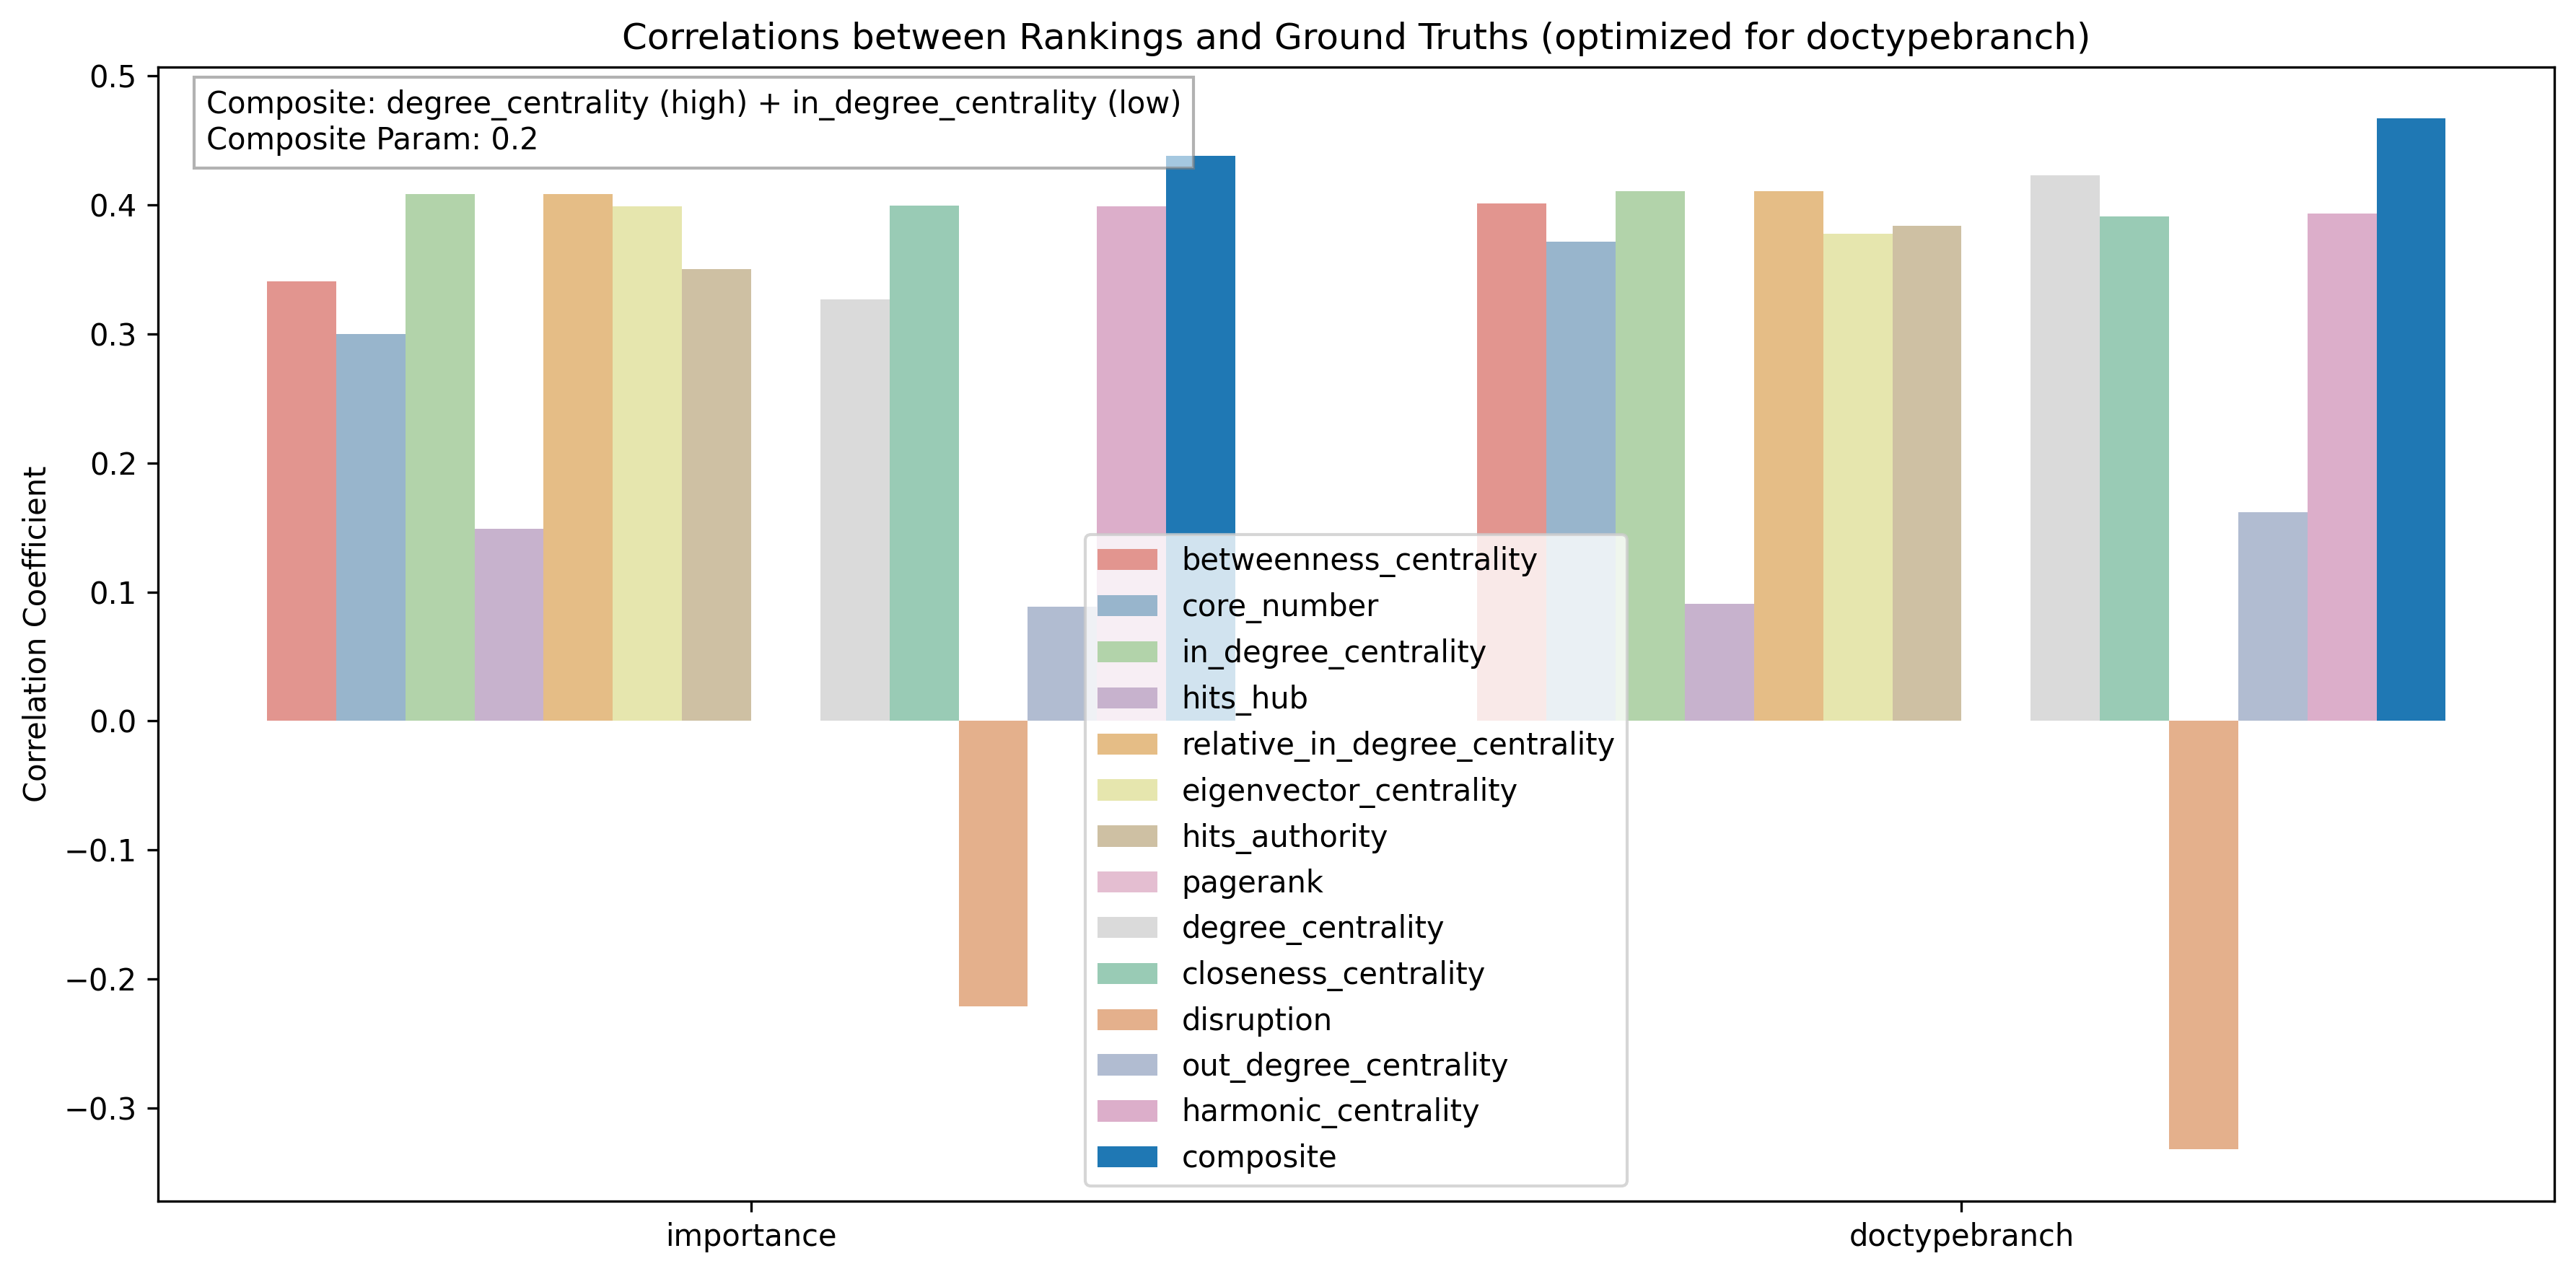 Correlations between Rankings and Ground Truths (optimized for doctypebranch)
Composite: degree_centrality (high) + in_degree_centrality (low)
Composite Param: 0.2
Correlation Coefficient
0.5
0.4
0.3
0.2
0.1
0.0
−0.1
−0.2
−0.3
betweenness_centrality
core_number
in_degree_centrality
hits_hub
relative_in_degree_centrality
eigenvector_centrality
hits_authority
pagerank
degree_centrality
closeness_centrality
disruption
out_degree_centrality
harmonic_centrality
composite
importance
doctypebranch